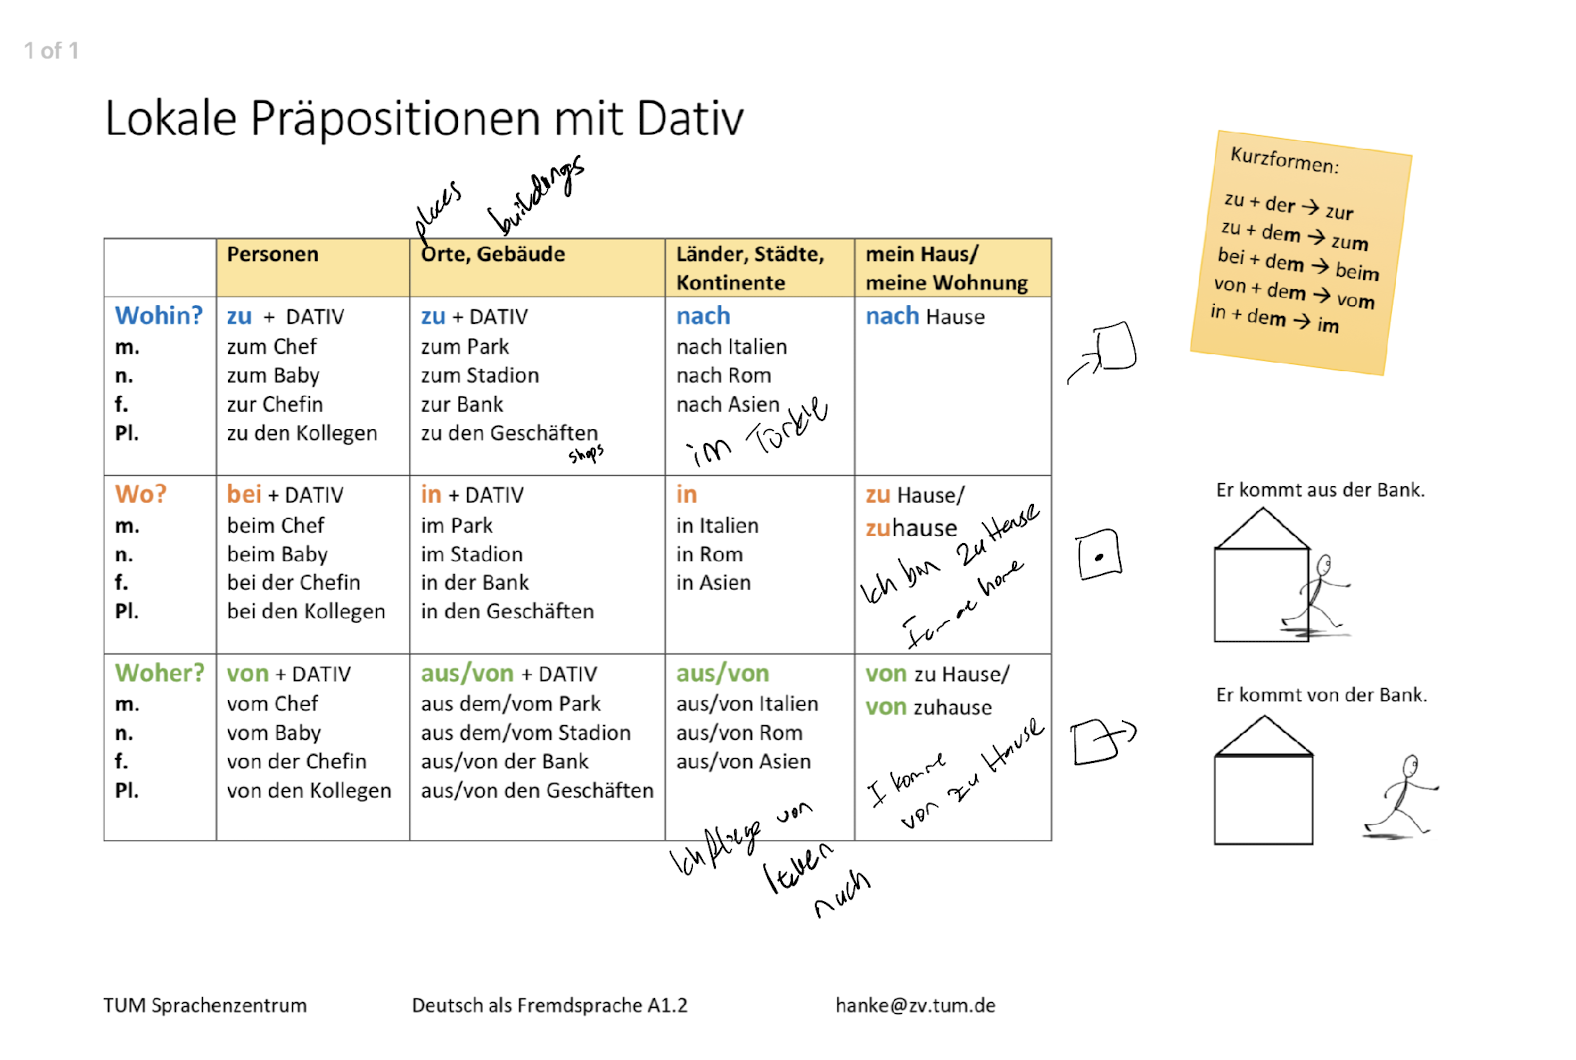 1 of 1
Lokale Präpositionen mit Dativ
places buildings
Kurzformen:
zu + der → zur
zu + dem → zum
bei + dem → beim
von + dem → vom
in + dem → im
Personen Orte, Gebäude Länder, Städte, Kontinente mein Haus/ meine Wohnung
Wohin? zu + DATIV zu + DATIV nach nach Hause
m. zum Chef zum Park nach Italien
n. zum Baby zum Stadion nach Rom
f. zur Chefin zur Bank nach Asien
Pl. zu den Kollegen zu den Geschäften
shops
im
Wo? bei + DATIV in + DATIV in zu Hause/
m. beim Chef im Park in Italien zuhause
n. beim Baby im Stadion in Rom
f. bei der Chefin in der Bank in Asien
Pl. bei den Kollegen in den Geschäften
Ich bin zu Hause
home
Er kommt aus der Bank.
Woher? von + DATIV aus/von + DATIV aus/von von zu Hause/
m. vom Chef aus dem/vom Park aus/von Italien von zuhause
n. vom Baby aus dem/vom Stadion aus/von Rom
f. von der Chefin aus/von der Bank aus/von Asien
Pl. von den Kollegen aus/von den Geschäften
I komme
von zu Hause
Er kommt von der Bank.
Ich fliege von
nach
TUM Sprachenzentrum Deutsch als Fremdsprache A1.2 hanke@zv.tum.de